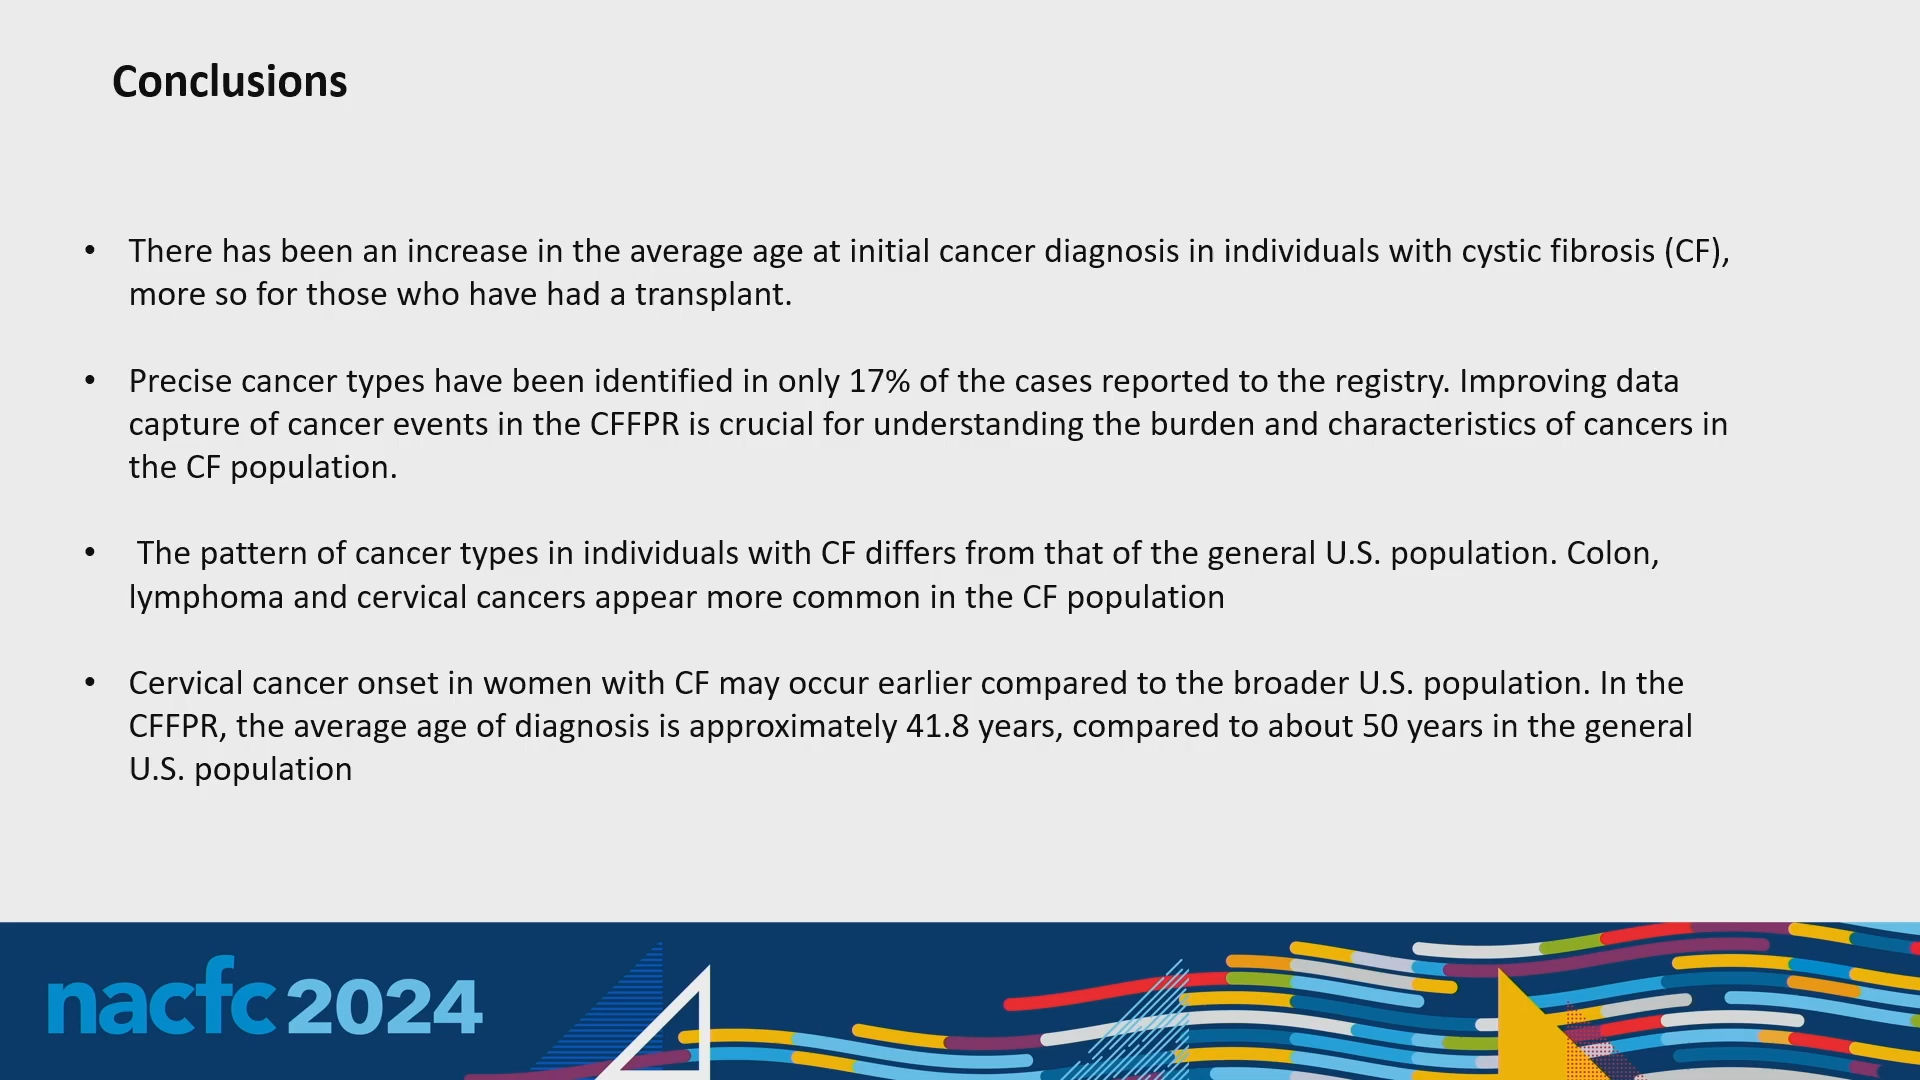 Conclusions
• There has been an increase in the average age at initial cancer diagnosis in individuals with cystic fibrosis (CF),
more so for those who have had a transplant.
• Precise cancer types have been identified in only 17% of the cases reported to the registry. Improving data
capture of cancer events in the CFFPR is crucial for understanding the burden and characteristics of cancers in
the CF population.
• The pattern of cancer types in individuals with CF differs from that of the general U.S. population. Colon,
lymphoma and cervical cancers appear more common in the CF population
• Cervical cancer onset in women with CF may occur earlier compared to the broader U.S. population. In the
CFFPR, the average age of diagnosis is approximately 41.8 years, compared to about 50 years in the general
U.S. population
nacfc 2024